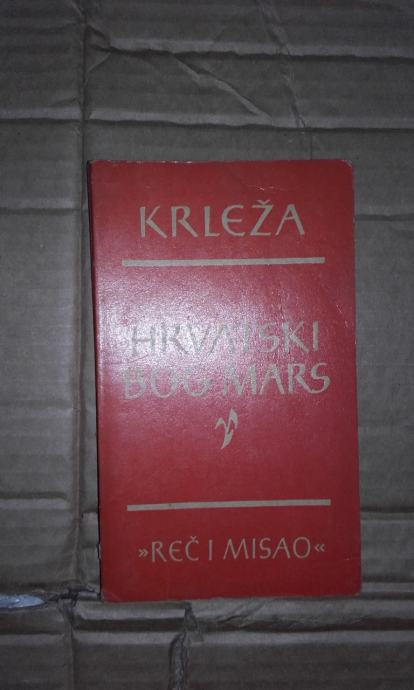 KRLEŽA
HRVATSKI
BOG MARS
»REČ I MISAO«